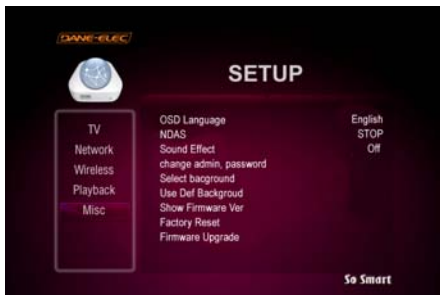 DANE-ELEC
SETUP
TV
Network
Wireless
Playback
Misc
OSD Language English
NDAS STOP
Sound Effect Off
change admin, password
Select bacground
Use Def Backgroud
Show Firmware Ver
Factory Reset
Firmware Upgrade
So Smart